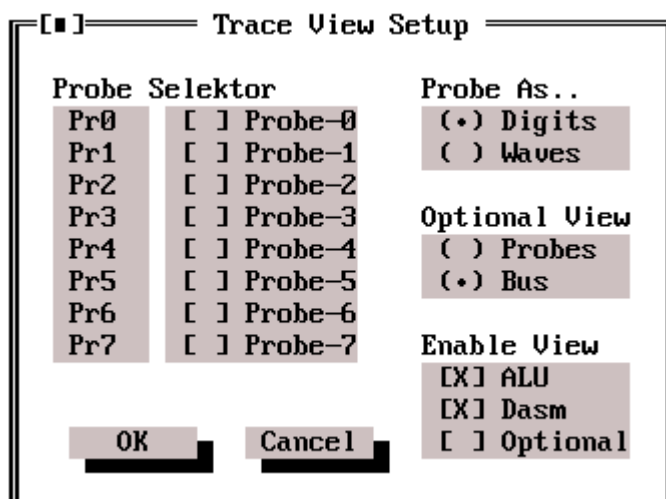 [■] Trace View Setup
Probe Selektor
Pr0 [ ] Probe-0
Pr1 [ ] Probe-1
Pr2 [ ] Probe-2
Pr3 [ ] Probe-3
Pr4 [ ] Probe-4
Pr5 [ ] Probe-5
Pr6 [ ] Probe-6
Pr7 [ ] Probe-7
Probe As..
(•) Digits
( ) Waves
Optional View
( ) Probes
(•) Bus
Enable View
[X] ALU
[X] Dasm
[ ] Optional
OK Cancel